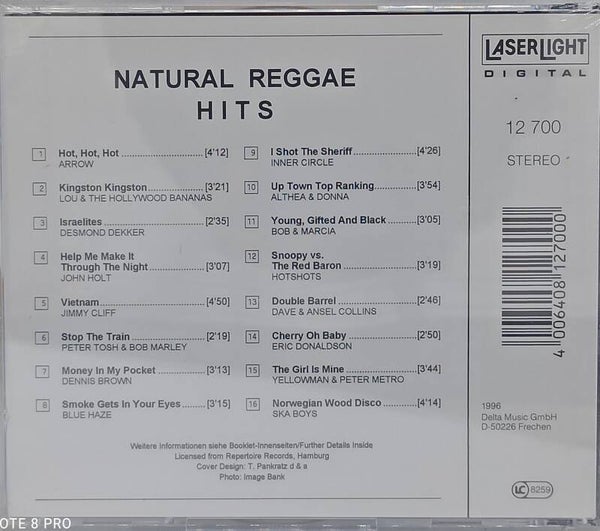 NATURAL REGGAE
HITS
1 Hot, Hot, Hot [4'12]
ARROW
2 Kingston Kingston [3'21]
LOU & THE HOLLYWOOD BANANAS
3 Israelites [2'35]
DESMOND DEKKER
4 Help Me Make It
Through The Night [3'07]
JOHN HOLT
5 Vietnam [4'50]
JIMMY CLIFF
6 Stop The Train [2'19]
PETER TOSH & BOB MARLEY
7 Money In My Pocket [3'13]
DENNIS BROWN
8 Smoke Gets In Your Eyes [3'15]
BLUE HAZE
9 I Shot The Sheriff [4'26]
INNER CIRCLE
10 Up Town Top Ranking [3'54]
ALTHEA & DONNA
11 Young, Gifted And Black [3'05]
BOB & MARCIA
12 Snoopy vs.
The Red Baron [3'19]
HOTSHOTS
13 Double Barrel [2'46]
DAVE & ANSEL COLLINS
14 Cherry Oh Baby [2'50]
ERIC DONALDSON
15 The Girl Is Mine [3'44]
YELLOWMAN & PETER METRO
16 Norwegian Wood Disco [4'14]
SKA BOYS
Weitere Informationen siehe Booklet-Innenseiten/Further Details Inside
Licensed from Repertoire Records, Hamburg
Cover Design: T. Pankratz d & a
Photo: Image Bank
LASERLIGHT
DIGITAL
12 700
STEREO
4 006408 127000
1996
Delta Music GmbH
D-50226 Frechen
LC 8259
OTE 8 PRO